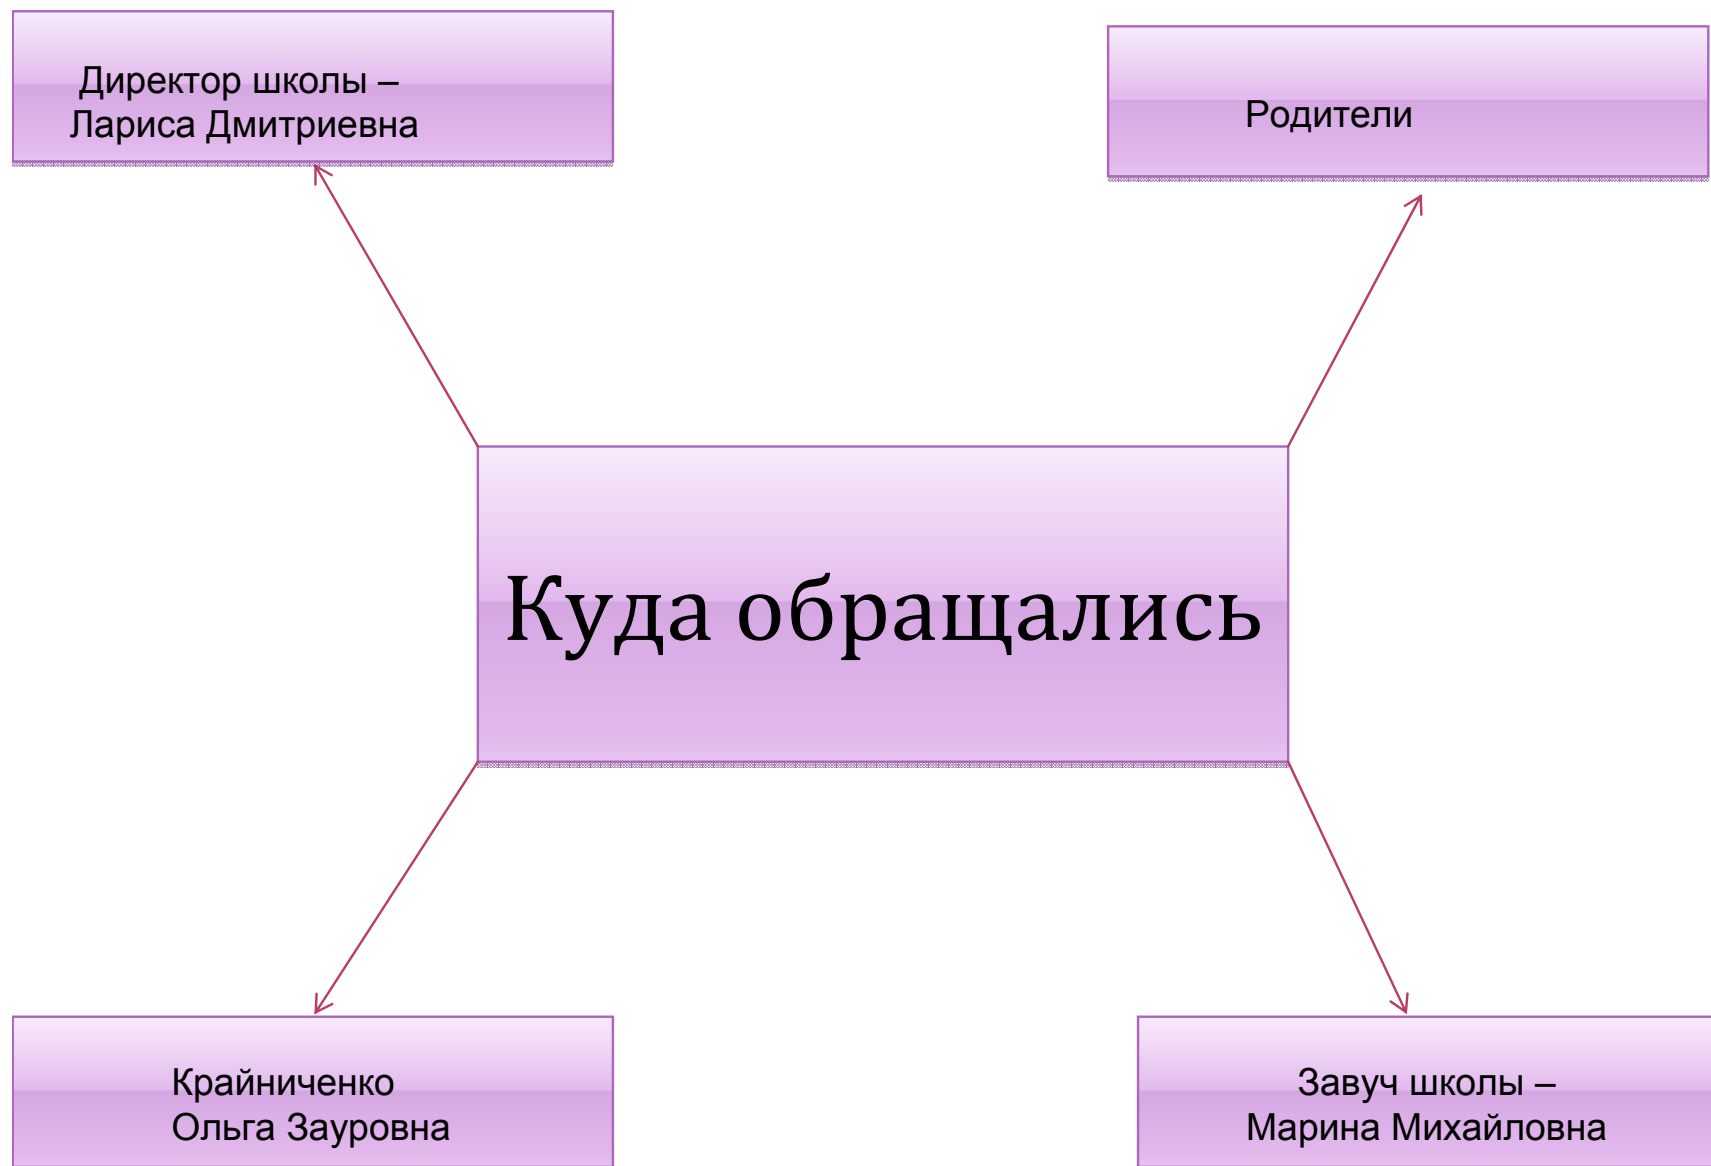 Директор школы –
Лариса Дмитриевна
Родители
Куда обращались
Крайниченко
Ольга Зауровна
Завуч школы –
Марина Михайловна